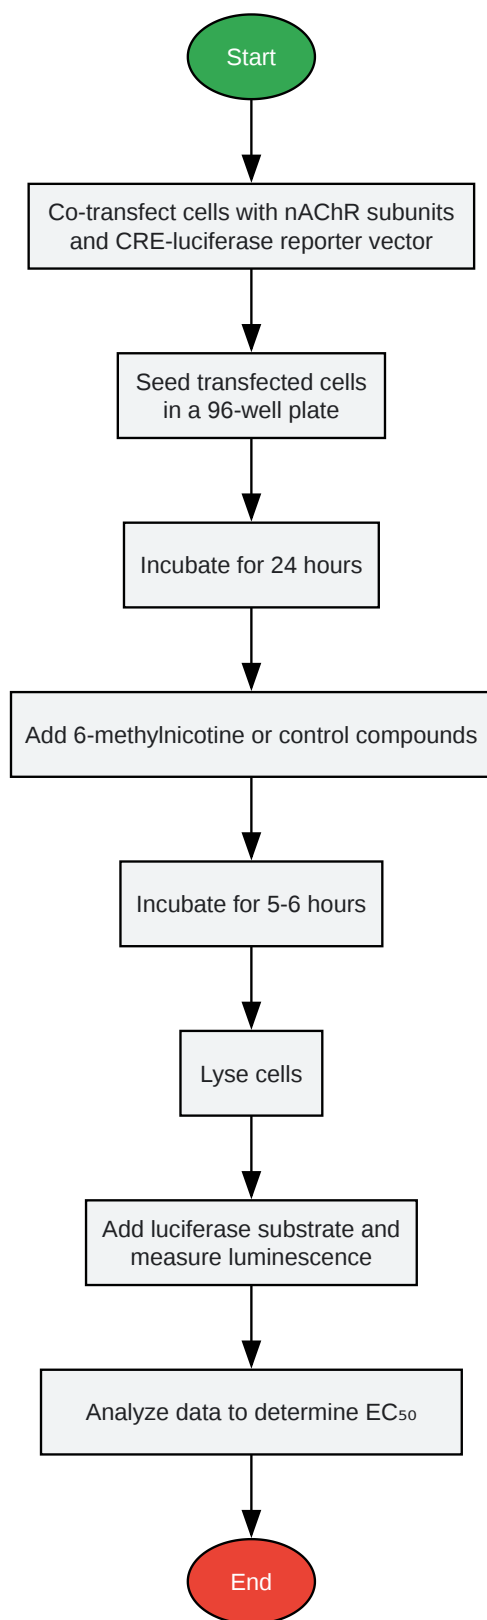 Start
Co-transfect cells with nAChR subunits
and CRE-luciferase reporter vector
Seed transfected cells
in a 96-well plate
Incubate for 24 hours
Add 6-methylnicotine or control compounds
Incubate for 5-6 hours
Lyse cells
Add luciferase substrate and
measure luminescence
Analyze data to determine EC₅₀
End